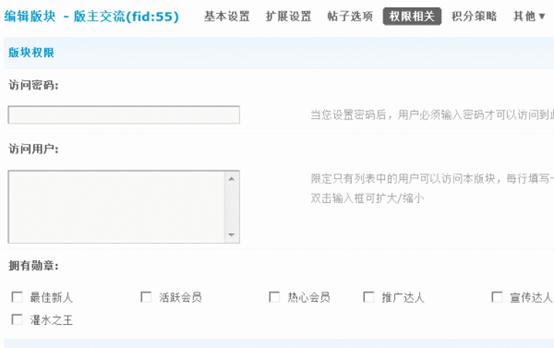 编辑版块 - 版主交流(fid:55) 基本设置 扩展设置 帖子选项 权限相关 积分策略 其他
版块权限
访问密码:
当您设置密码后，用户必须输入密码才可以访问到此
访问用户:
限定只有列表中的用户可以访问本版块，每行填写一
双击输入框可扩大/缩小
拥有勋章:
最佳新人 活跃会员 热心会员 推广达人 宣传达人
灌水之王